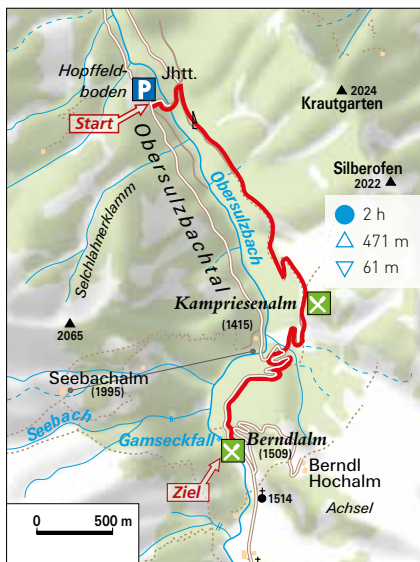 Hopffeld-
boden
P
Jhtt.
Start
2024
Krautgarten
Silberofen
2022
2 h
471 m
61 m
Obersulzbachtal
Obersulzbach
Selchlahnerklamm
Kampriesenalm
(1415)
2065
Seebachalm
(1995)
Seebach
Gamseckfall
Berndlalm
(1509)
Berndl
Hochalm
Ziel
1514
Achsel
0 500 m